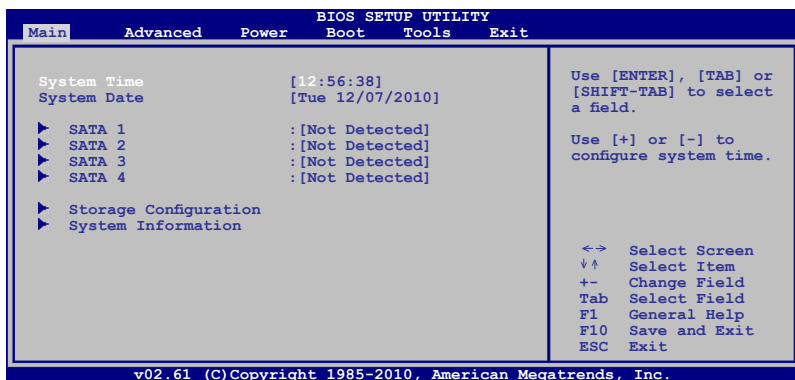 BIOS SETUP UTILITY
Main Advanced Power Boot Tools Exit
System Time [12:56:38]
System Date [Tue 12/07/2010]
SATA 1 :[Not Detected]
SATA 2 :[Not Detected]
SATA 3 :[Not Detected]
SATA 4 :[Not Detected]
Storage Configuration
System Information
Use [ENTER], [TAB] or
[SHIFT-TAB] to select
a field.
Use [+] or [-] to
configure system time.
←→ Select Screen
↓↑ Select Item
+- Change Field
Tab Select Field
F1 General Help
F10 Save and Exit
ESC Exit
v02.61 (C)Copyright 1985-2010, American Megatrends, Inc.